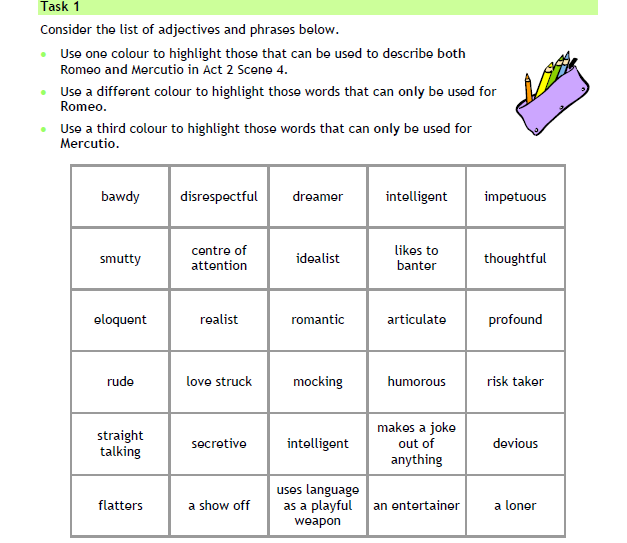 Task 1
Consider the list of adjectives and phrases below.
Use one colour to highlight those that can be used to describe both
Romeo and Mercutio in Act 2 Scene 4.
Use a different colour to highlight those words that can only be used for
Romeo.
Use a third colour to highlight those words that can only be used for
Mercutio.
bawdy
disrespectful
dreamer
intelligent
impetuous
smutty
centre of
attention
idealist
likes to
banter
thoughtful
eloquent
realist
romantic
articulate
profound
rude
love struck
mocking
humorous
risk taker
straight
talking
secretive
intelligent
makes a joke
out of
anything
devious
flatters
a show off
uses language
as a playful
weapon
an entertainer
a loner